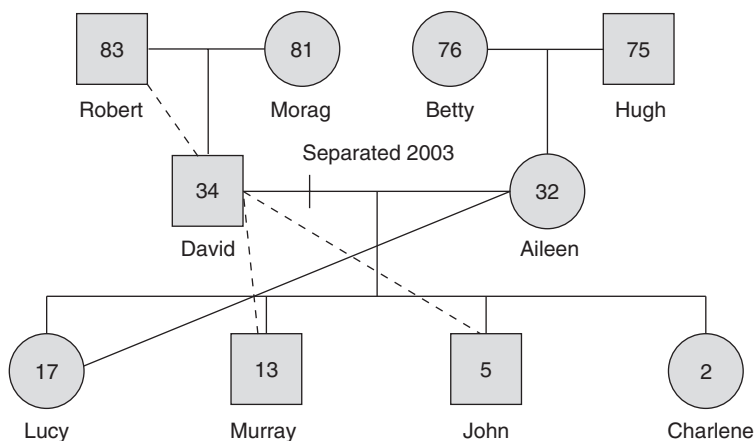 83
81
76
75
Robert
Morag
Betty
Hugh
Separated 2003
34
32
David
Aileen
17
13
5
2
Lucy
Murray
John
Charlene